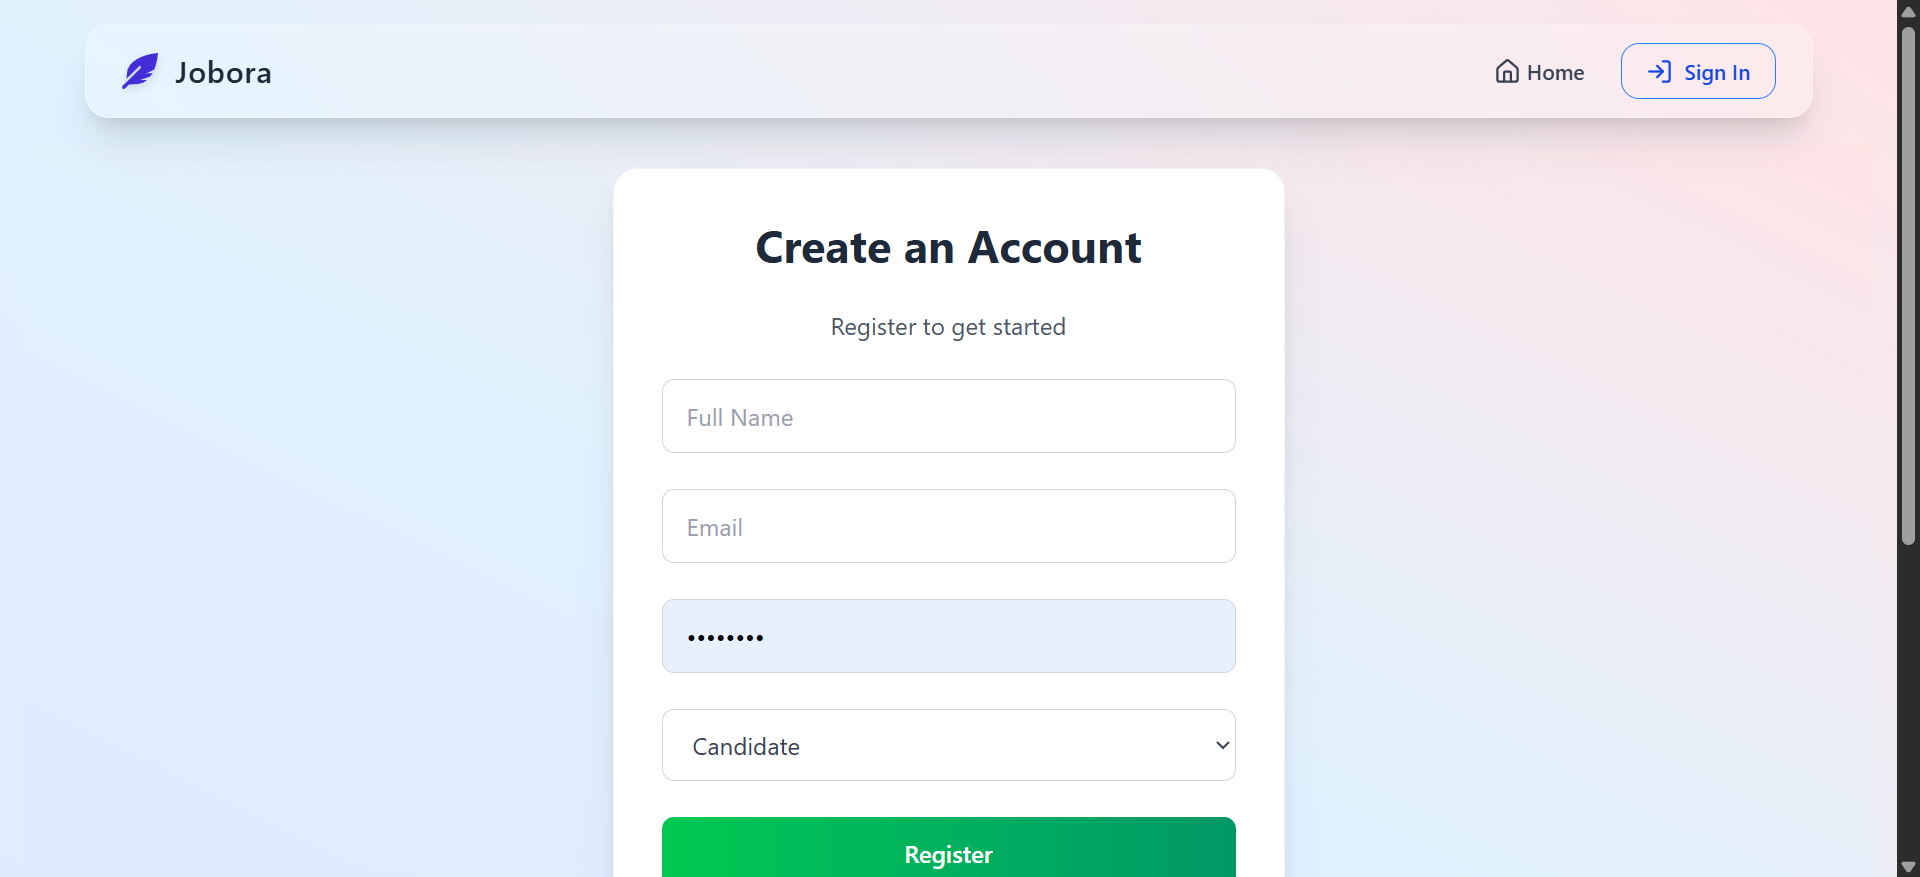 Jobora
Home
Sign In
Create an Account
Register to get started
Full Name
Email
••••••••
Candidate
Register